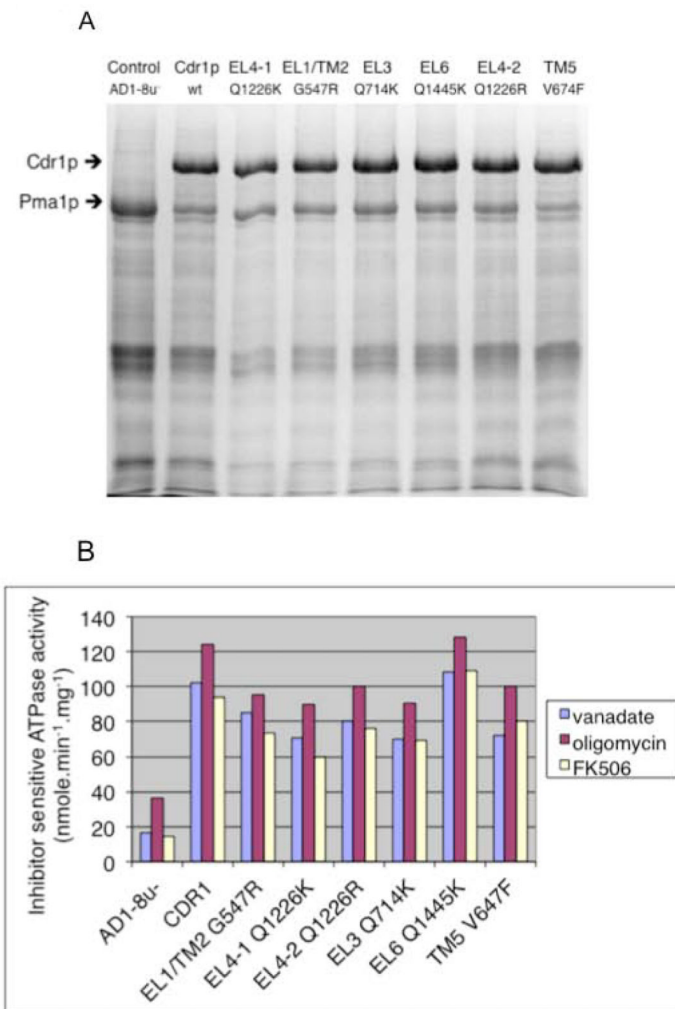 A
Control Cdr1p EL4-1 EL1/TM2 EL3 EL6 EL4-2 TM5
AD1-8u⁻ wt Q1226K G547R Q714K Q1445K Q1226R V674F
Cdr1p →
Pma1p →
B
Inhibitor sensitive ATPase activity
(nmole.min⁻¹.mg⁻¹)
140
120
100
80
60
40
20
0
AD1-8u-
CDR1
EL1/TM2 G547R
EL4-1 Q1226K
EL4-2 Q1226R
EL3 Q714K
EL6 Q1445K
TM5 V647F
vanadate
oligomycin
FK506